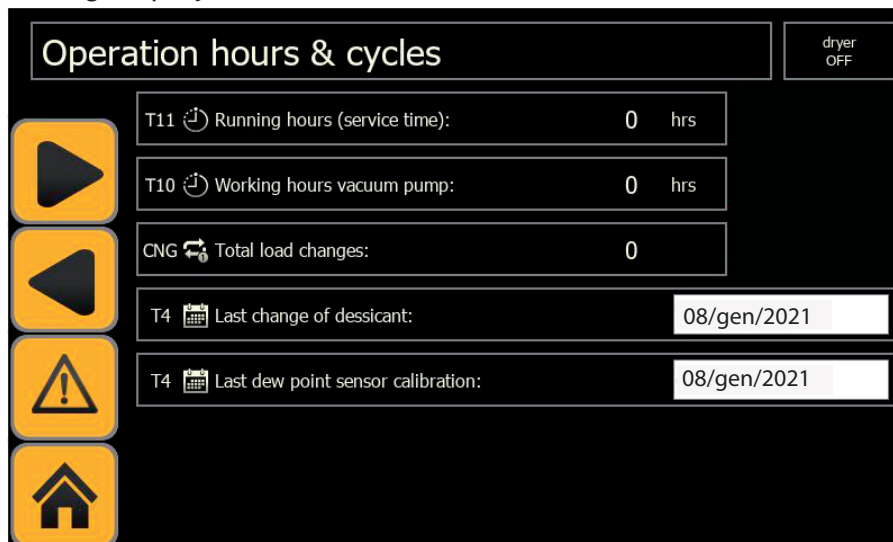 Operation hours & cycles
dryer
OFF
T11 Running hours (service time): 0 hrs
T10 Working hours vacuum pump: 0 hrs
CNG Total load changes: 0
T4 Last change of dessicant: 08/gen/2021
T4 Last dew point sensor calibration: 08/gen/2021